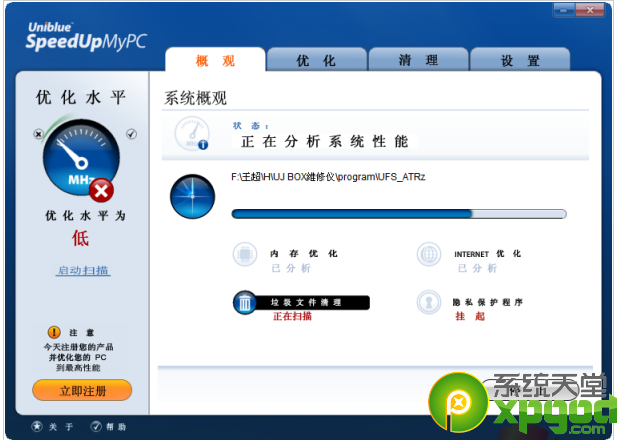 Uniblue
SpeedUpMyPC
概 观
优 化
清 理
设 置
优 化 水 平
MHz
优 化 水 平 为
低
启动扫描
注 意
今天注册您的产品
并优化您的 PC
到最高性能
立即注册
关 于
帮 助
系统概观
状 态 :
正 在 分 析 系 统 性 能
F:\王超\H\UJ BOX维修仪\program\UFS_ATRz
内 存 优 化
已 分 析
INTERNET 优 化
已 分 析
垃 圾 文 件 清 理
正 在 扫 描
隐 私 保 护 程 序
挂 起
系统天堂
xpgod